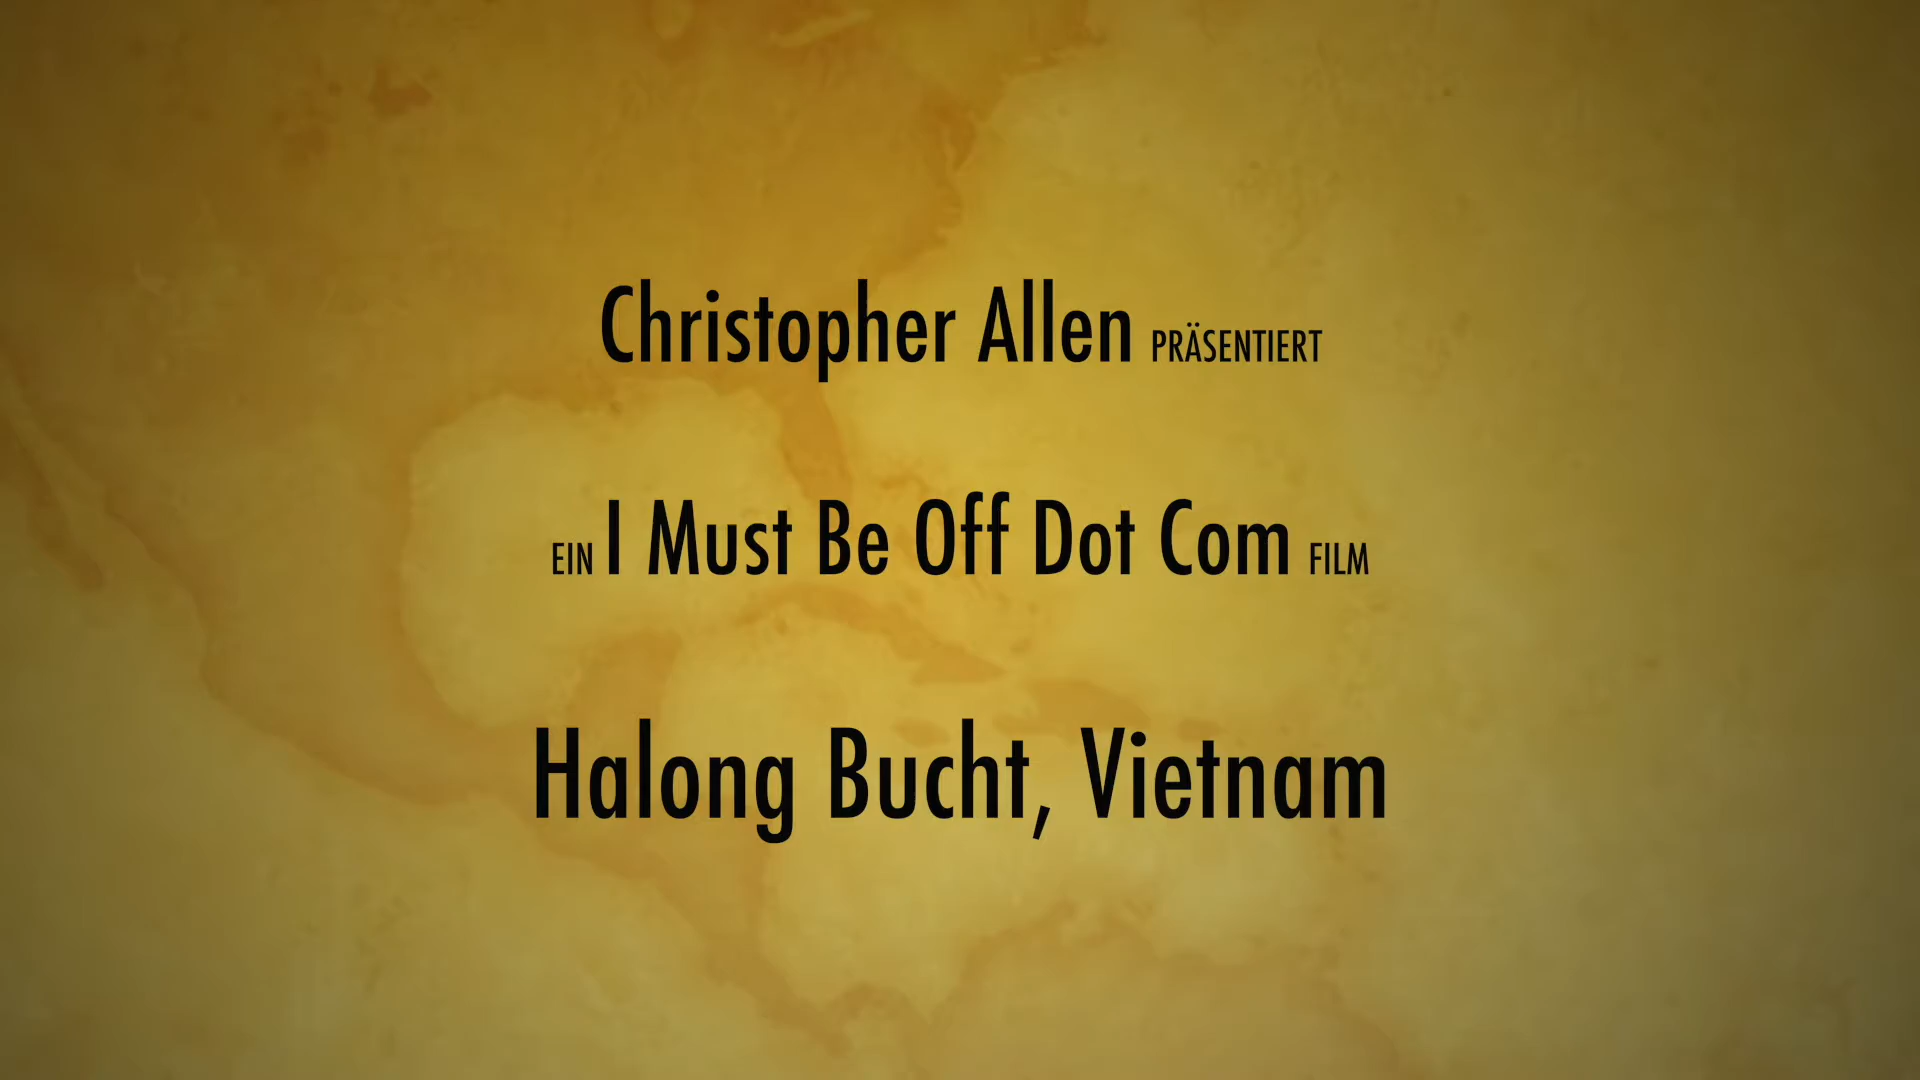 Christopher Allen PRÄSENTIERT
EIN I Must Be Off Dot Com FILM
Halong Bucht, Vietnam